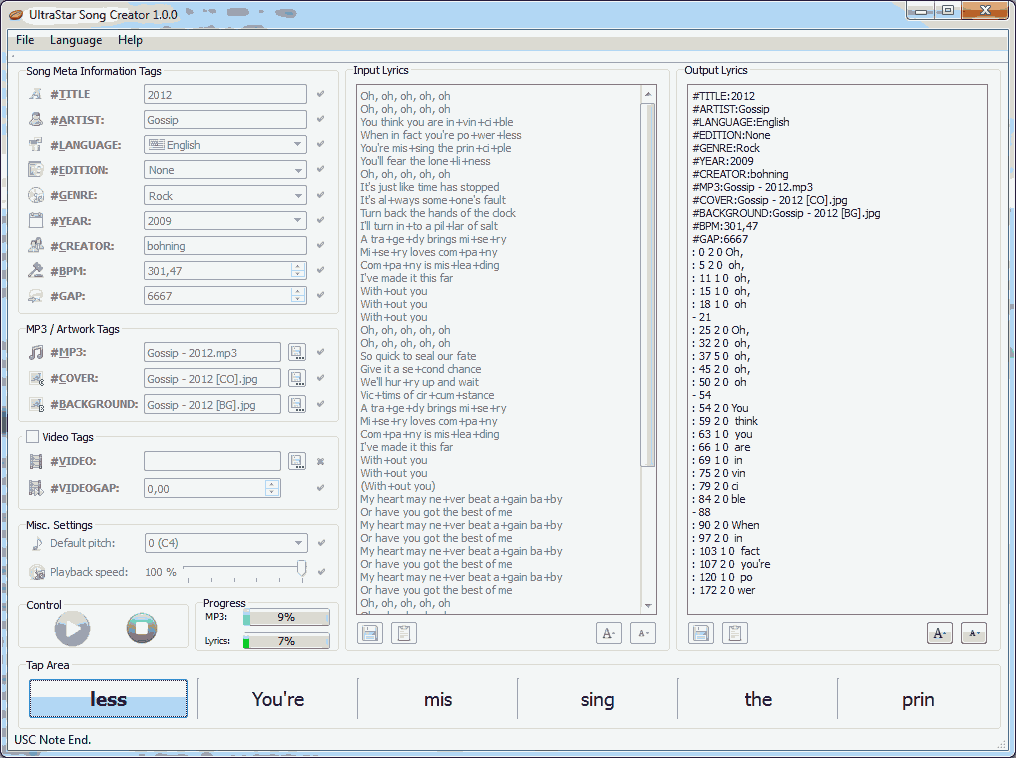 UltraStar Song Creator 1.0.0
File Language Help
Song Meta Information Tags
#TITLE 2012
#ARTIST: Gossip
#LANGUAGE: English
#EDITION: None
#GENRE: Rock
#YEAR: 2009
#CREATOR: bohning
#BPM: 301,47
#GAP: 6667
MP3 / Artwork Tags
#MP3: Gossip - 2012.mp3
#COVER: Gossip - 2012 [CO].jpg
#BACKGROUND: Gossip - 2012 [BG].jpg
Video Tags
#VIDEO:
#VIDEOGAP: 0,00
Misc. Settings
Default pitch: 0 (C4)
Playback speed: 100 %
Control
Progress
MP3: 9%
Lyrics: 7%
Input Lyrics
Oh, oh, oh, oh, oh
Oh, oh, oh, oh, oh
You think you are in+vin+ci+ble
When in fact you're po+wer+less
You're mis+sing the prin+ci+ple
You'll fear the lone+li+ness
Oh, oh, oh, oh, oh
It's just like time has stopped
It's al+ways some+one's fault
Turn back the hands of the clock
I'll turn in+to a pil+lar of salt
A tra+ge+dy brings mi+se+ry
Mi+se+ry loves com+pa+ny
Com+pa+ny is mis+lea+ding
I've made it this far
With+out you
With+out you
With+out you
Oh, oh, oh, oh, oh
Oh, oh, oh, oh, oh
So quick to seal our fate
Give it a se+cond chance
We'll hur+ry up and wait
Vic+tims of cir+cum+stance
A tra+ge+dy brings mi+se+ry
Mi+se+ry loves com+pa+ny
Com+pa+ny is mis+lea+ding
I've made it this far
With+out you
With+out you
(With+out you)
My heart may ne+ver beat a+gain ba+by
Or have you got the best of me
My heart may ne+ver beat a+gain ba+by
Or have you got the best of me
My heart may ne+ver beat a+gain ba+by
Or have you got the best of me
My heart may ne+ver beat a+gain ba+by
Or have you got the best of me
Oh, oh, oh, oh, oh
A- A-
Output Lyrics
#TITLE:2012
#ARTIST:Gossip
#LANGUAGE:English
#EDITION:None
#GENRE:Rock
#YEAR:2009
#CREATOR:bohning
#MP3:Gossip - 2012.mp3
#COVER:Gossip - 2012 [CO].jpg
#BACKGROUND:Gossip - 2012 [BG].jpg
#BPM:301,47
#GAP:6667
: 0 2 0 Oh,
: 5 2 0  oh,
: 11 1 0  oh,
: 15 1 0  oh,
: 18 1 0  oh
- 21
: 25 2 0 Oh,
: 32 2 0  oh,
: 37 5 0  oh,
: 45 2 0  oh,
: 50 2 0  oh
- 54
: 54 2 0 You
: 59 2 0  think
: 63 1 0  you
: 66 1 0  are
: 69 1 0  in
: 75 2 0 vin
: 79 2 0 ci
: 84 2 0 ble
- 88
: 90 2 0 When
: 97 2 0  in
: 103 1 0  fact
: 107 2 0  you're
: 120 1 0  po
: 172 2 0 wer
A- A-
Tap Area
less You're mis sing the prin
USC Note End.